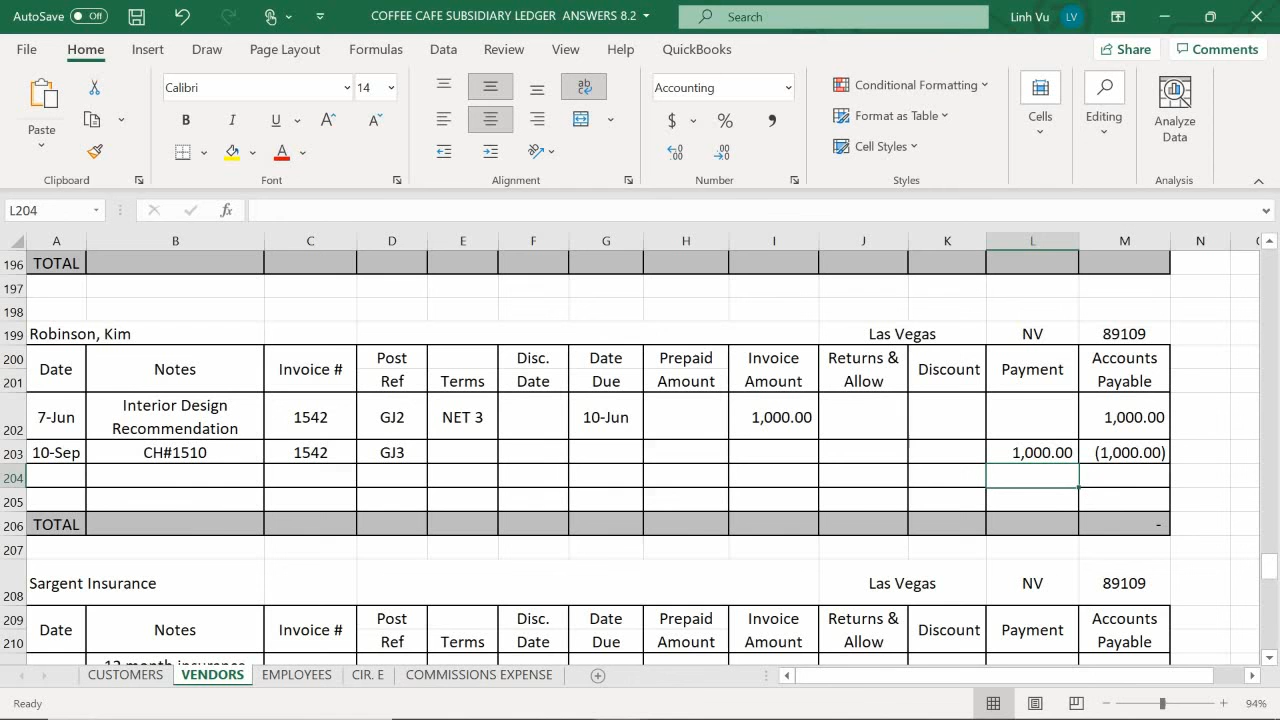 AutoSave Off COFFEE CAFE SUBSIDIARY LEDGER ANSWERS 8.2 Search Linh Vu LV
File Home Insert Draw Page Layout Formulas Data Review View Help QuickBooks Share Comments
Paste
Clipboard
Calibri 14
B I U A A
A
Font
ab
Alignment
Accounting
$ % ,
.00 .00
Number
Conditional Formatting
Format as Table
Cell Styles
Styles
Cells
Editing
Analyze
Data
Analysis
L204 fx
A B C D E F G H I J K L M N
196 TOTAL
197
198
199 Robinson, Kim Las Vegas NV 89109
200 Date Notes Invoice # Post Disc. Date Prepaid Invoice Returns & Discount Payment Accounts
201 Ref Terms Date Due Amount Amount Allow Payable
202 7-Jun Interior Design Recommendation 1542 GJ2 NET 3 10-Jun 1,000.00 1,000.00
203 10-Sep CH#1510 1542 GJ3 1,000.00 (1,000.00)
204
205
206 TOTAL -
207
208 Sargent Insurance Las Vegas NV 89109
209 Date Notes Invoice # Post Disc. Date Prepaid Invoice Returns & Discount Payment Accounts
210 Ref Terms Date Due Amount Amount Allow Payable
12 month insurance
CUSTOMERS VENDORS EMPLOYEES CIR. E COMMISSIONS EXPENSE
Ready 94%